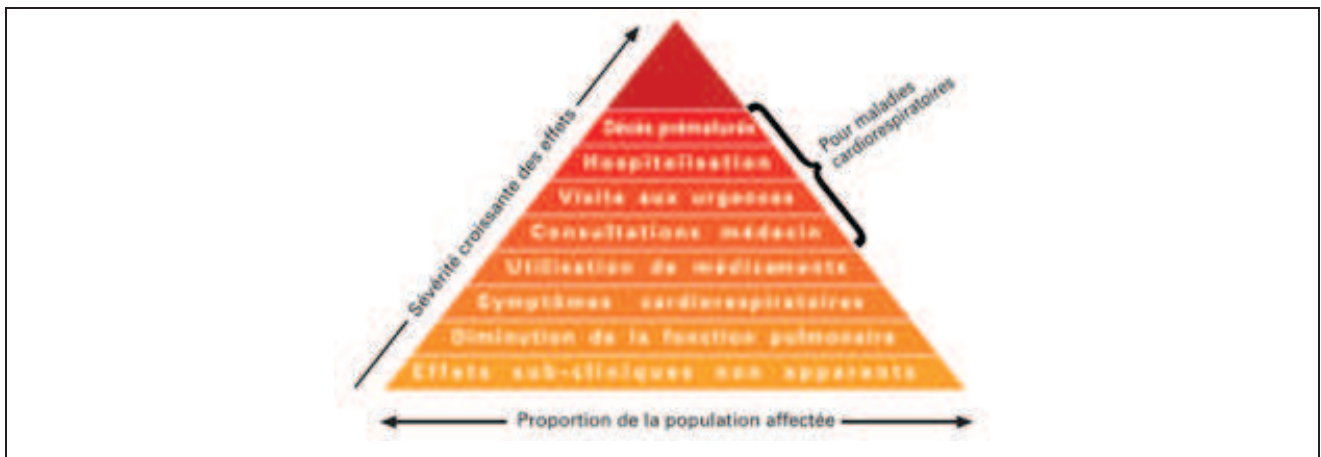 Décès prématurés
Hospitalisation
Visite aux urgences
Consultations médecin
Utilisation de médicaments
Symptômes cardiorespiratoires
Diminution de la fonction pulmonaire
Effets sub-cliniques non apparents
Sévérité croissante des effets
Pour maladies
cardiorespiratoires
Proportion de la population affectée